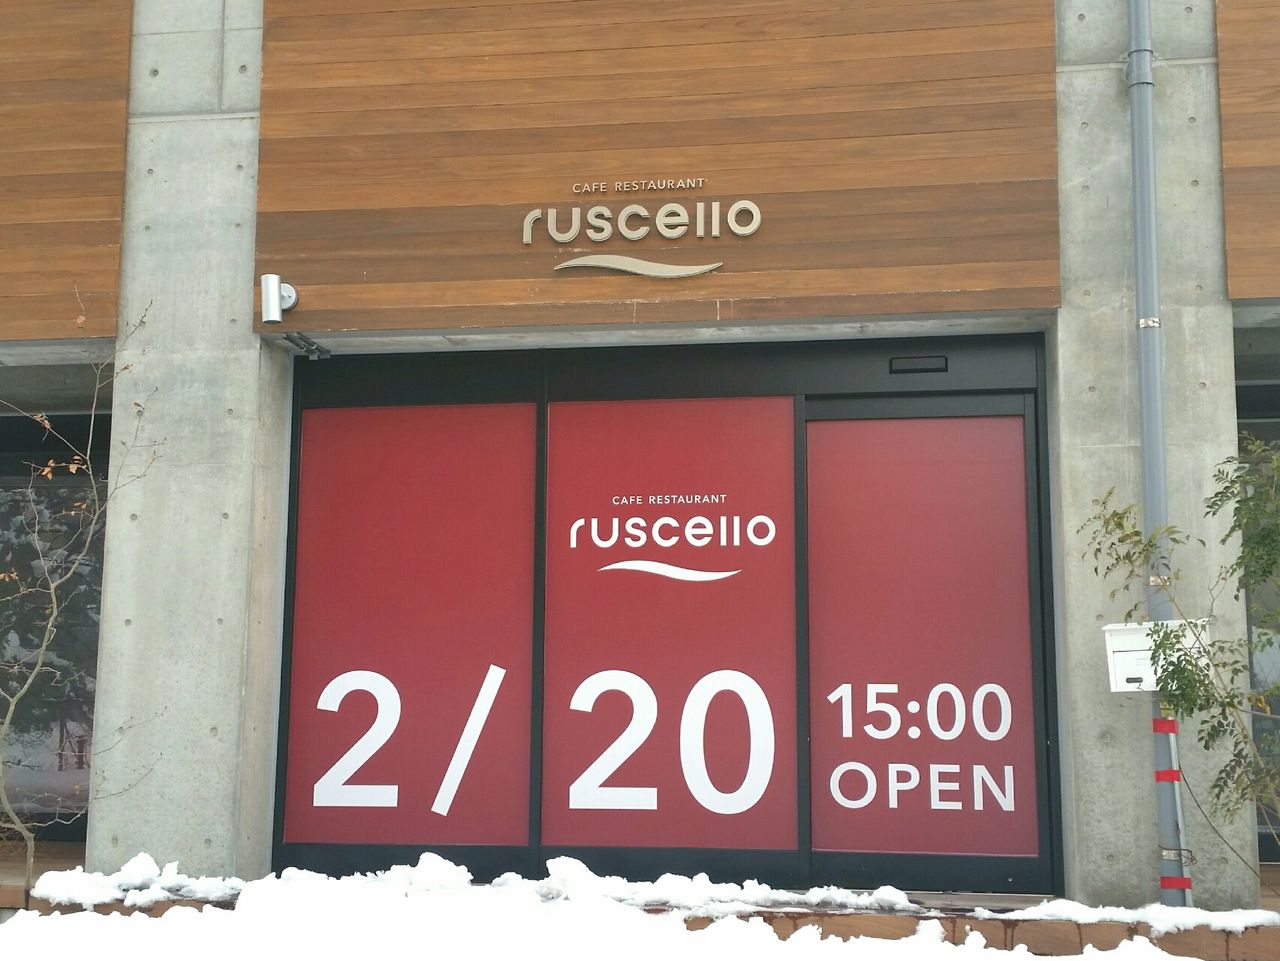 CAFE RESTAURANT
ruscello
CAFE RESTAURANT
ruscello
2/20
15:00
OPEN